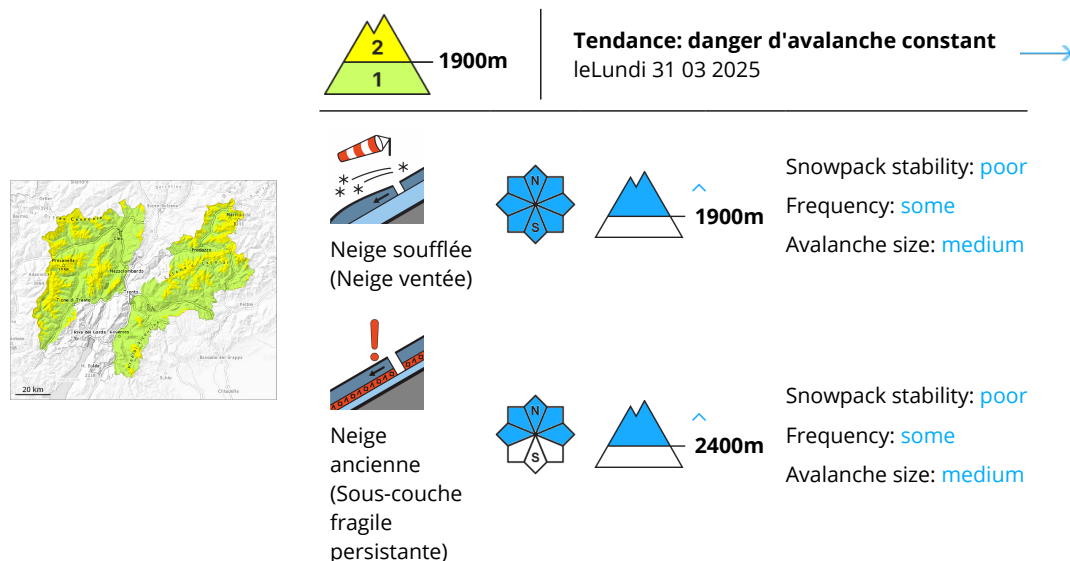 2
1
1900m
Tendance: danger d'avalanche constant
leLundi 31 03 2025
N
S
1900m
Snowpack stability: poor
Frequency: some
Avalanche size: medium
Neige soufflée
(Neige ventée)
20 km
N
S
2400m
Snowpack stability: poor
Frequency: some
Avalanche size: medium
Neige
ancienne
(Sous-couche
fragile
persistante)